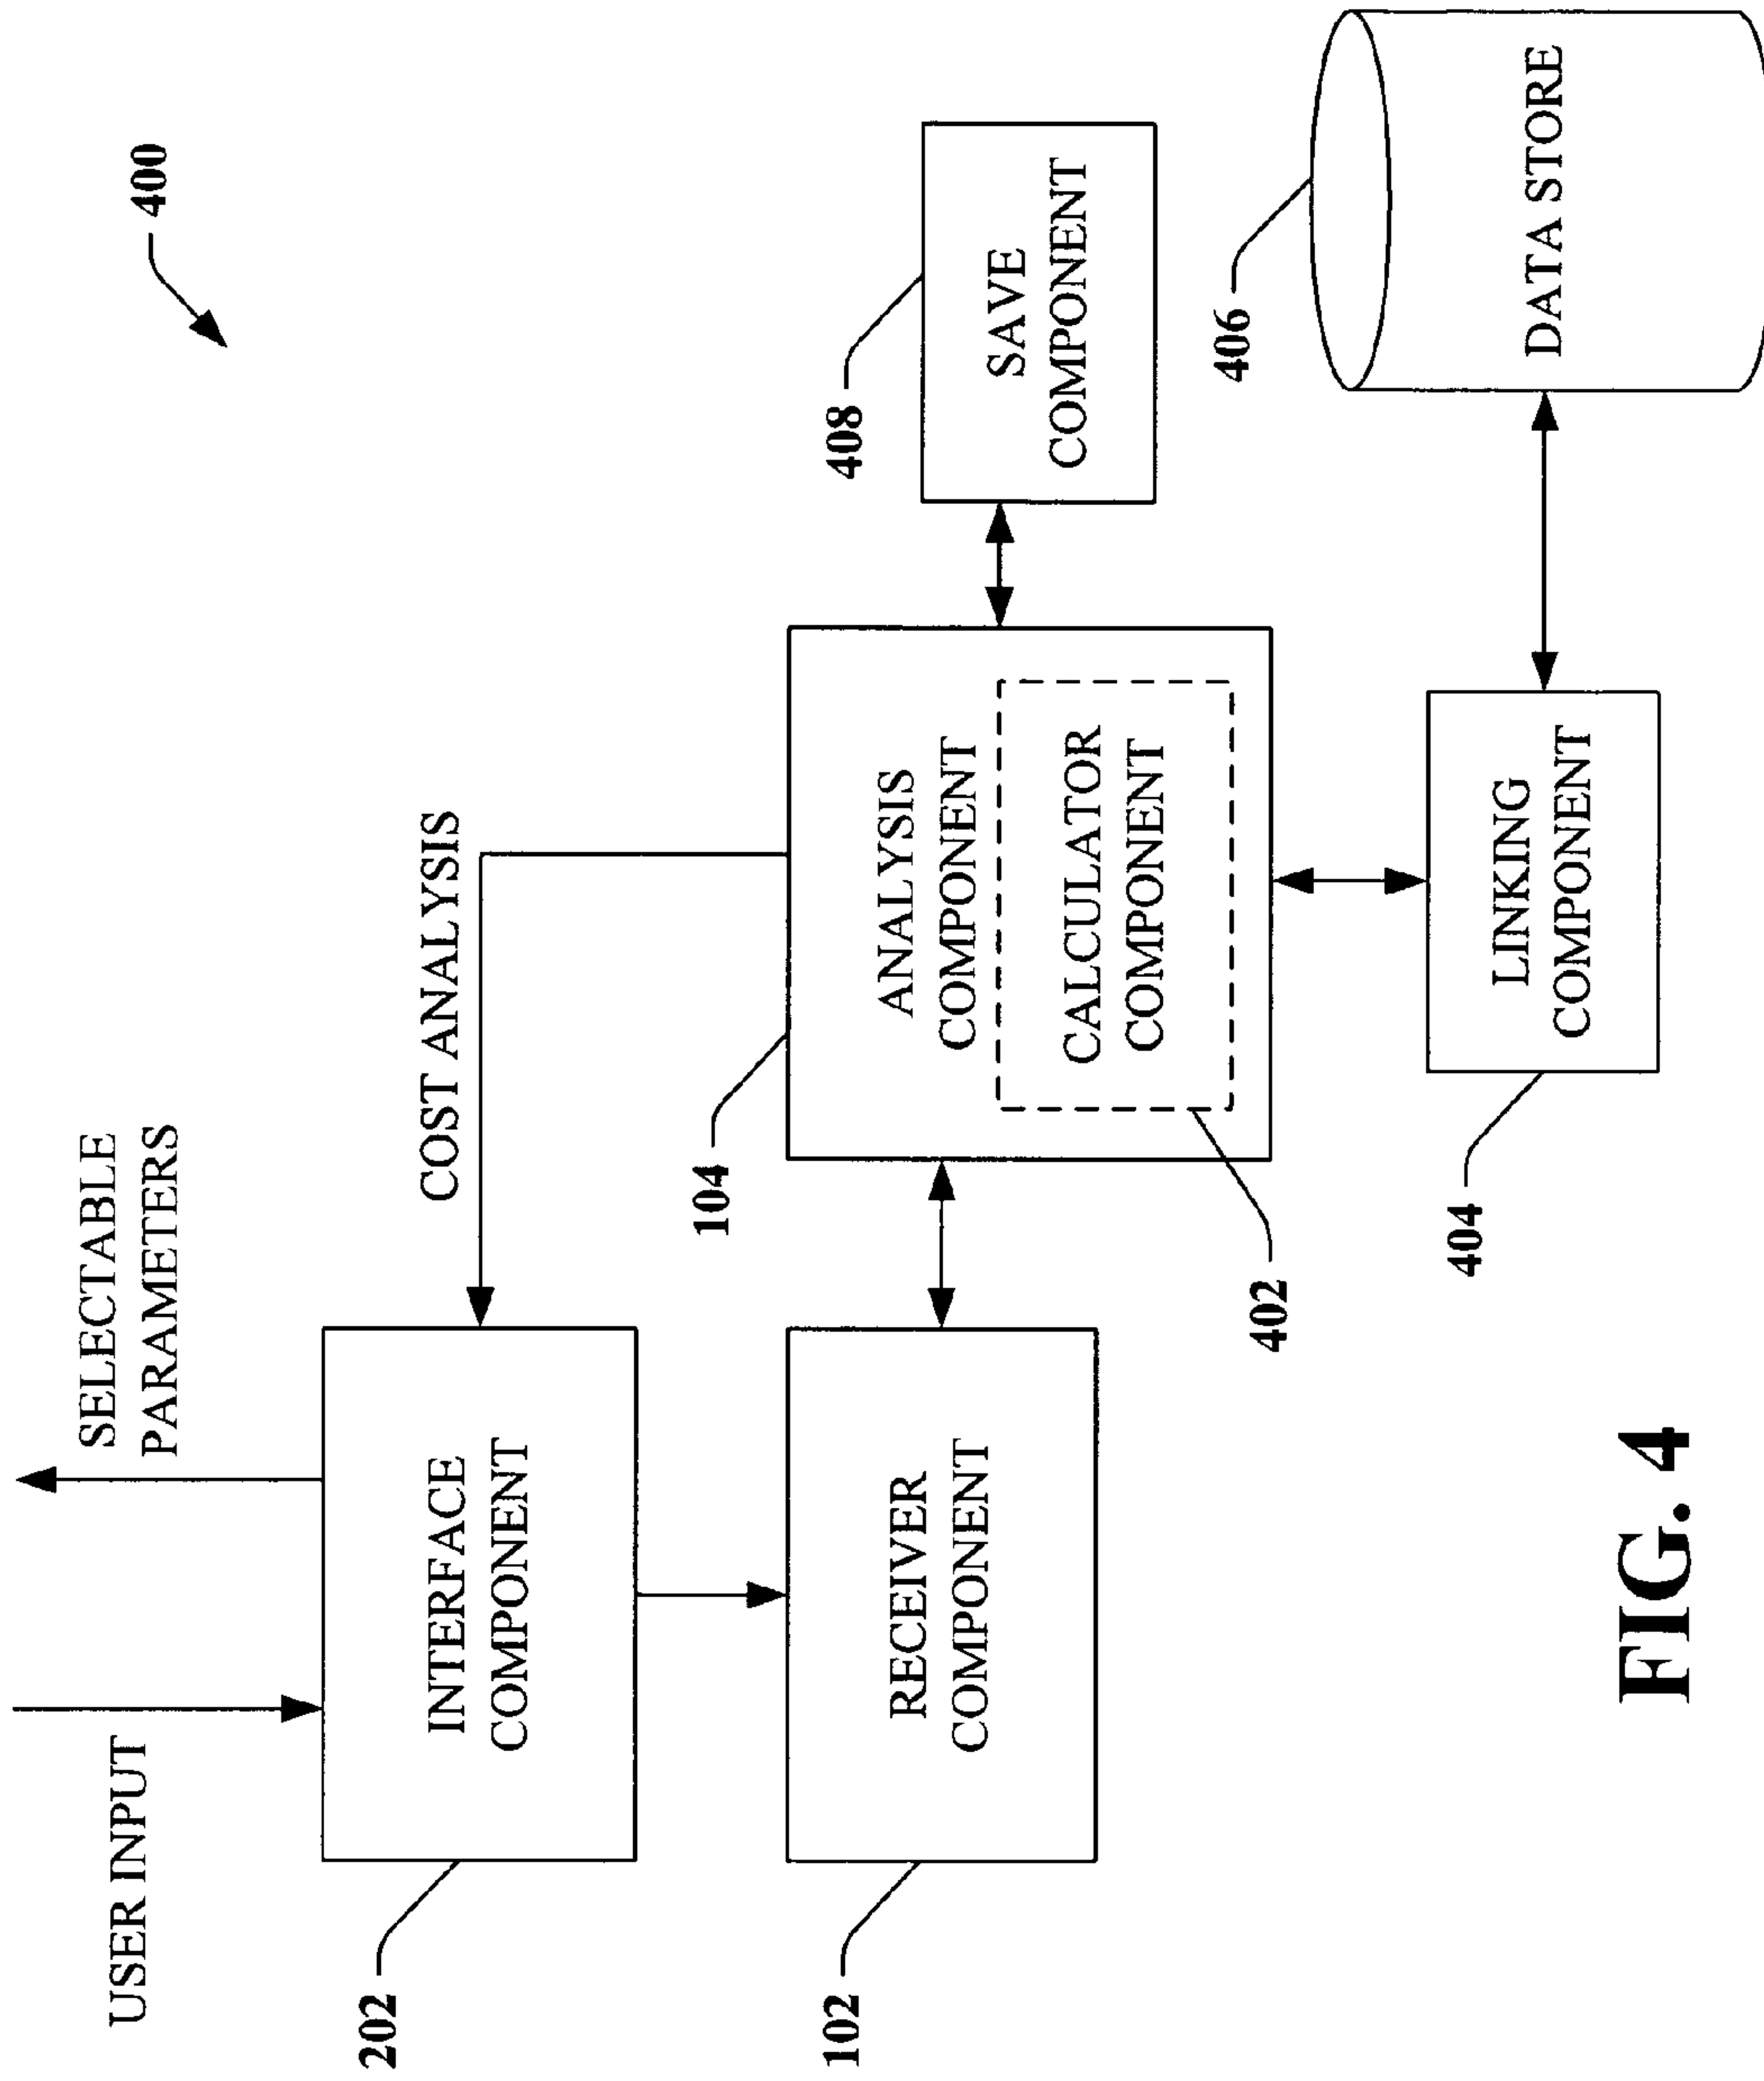 400
USER INPUT
SELECTABLE
PARAMETERS
202
INTERFACE
COMPONENT
COST ANALYSIS
102
RECEIVER
COMPONENT
104
ANALYSIS
COMPONENT
CALCULATOR
COMPONENT
402
408
SAVE
COMPONENT
404
LINKING
COMPONENT
406
DATA STORE
FIG. 4